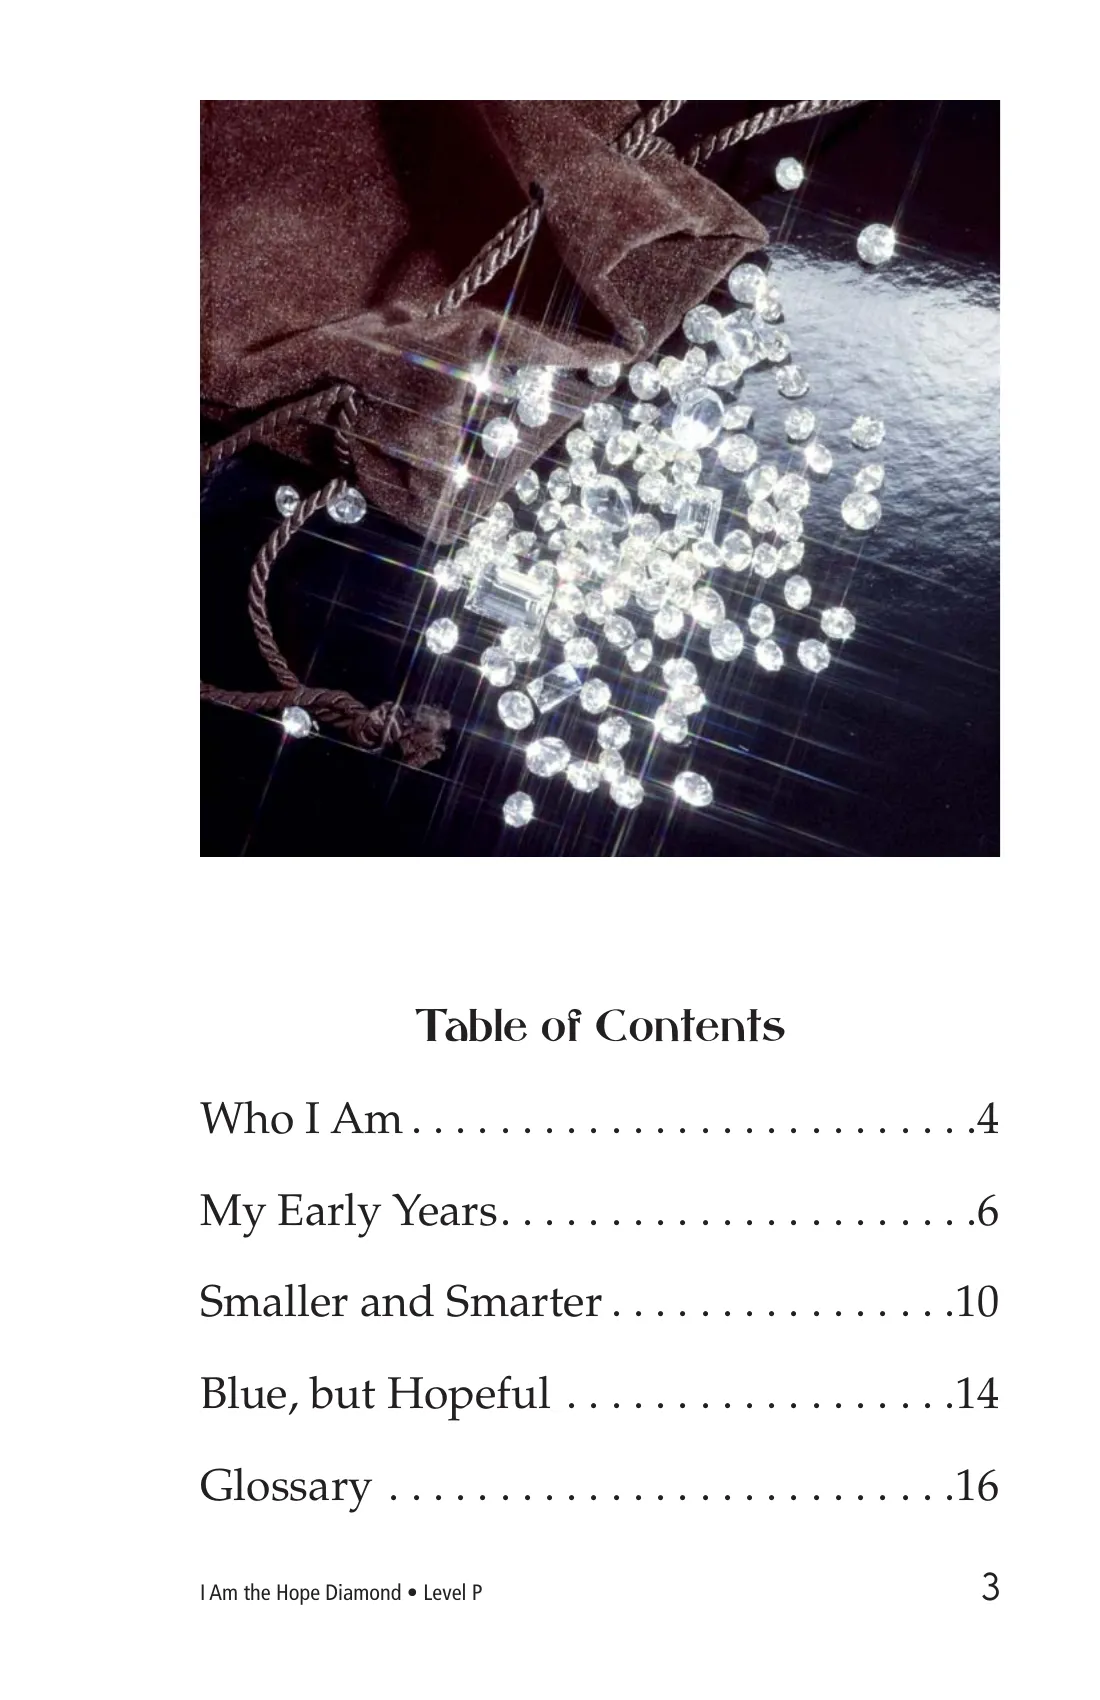 Table of Contents
Who I Am . . . . . . . . . . . . . . . . . . . . . . . . . .4
My Early Years. . . . . . . . . . . . . . . . . . . . . .6
Smaller and Smarter . . . . . . . . . . . . . . . .10
Blue, but Hopeful . . . . . . . . . . . . . . . . . .14
Glossary . . . . . . . . . . . . . . . . . . . . . . . . . .16
I Am the Hope Diamond • Level P 3